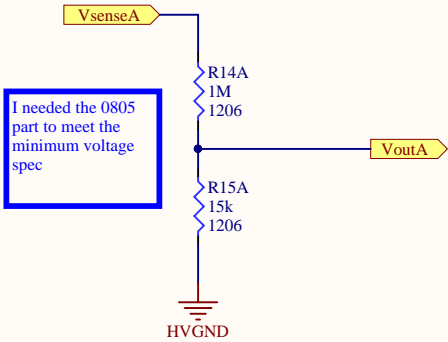 VsenseA
R14A
1M
1206
I needed the 0805
part to meet the
minimum voltage
spec
VoutA
R15A
15k
1206
HVGND